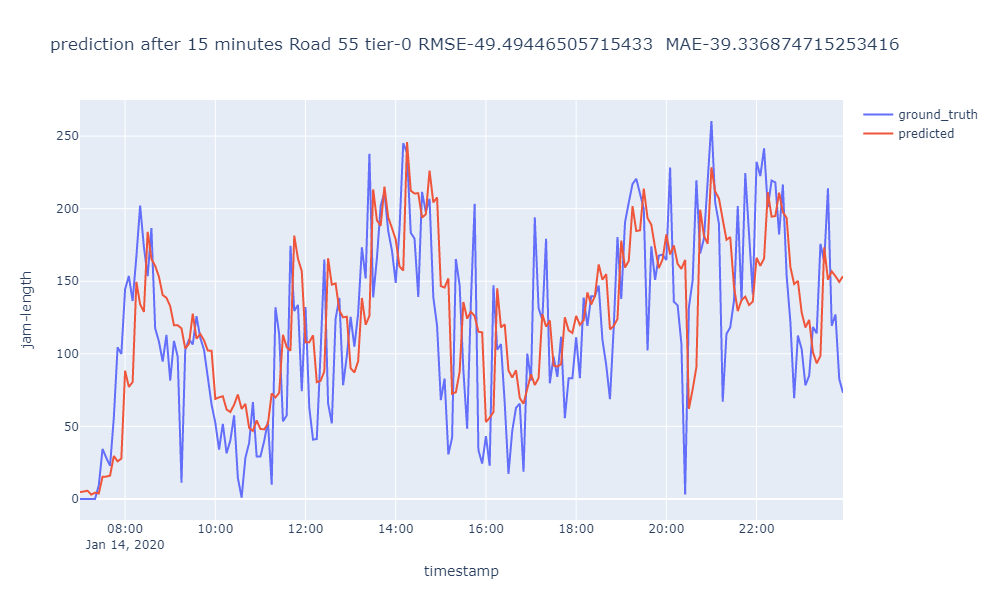 prediction after 15 minutes Road 55 tier-0 RMSE-49.49446505715433  MAE-39.336874715253416
ground_truth
predicted
250
200
150
100
50
0
jam-length
08:00 10:00 12:00 14:00 16:00 18:00 20:00 22:00
Jan 14, 2020
timestamp